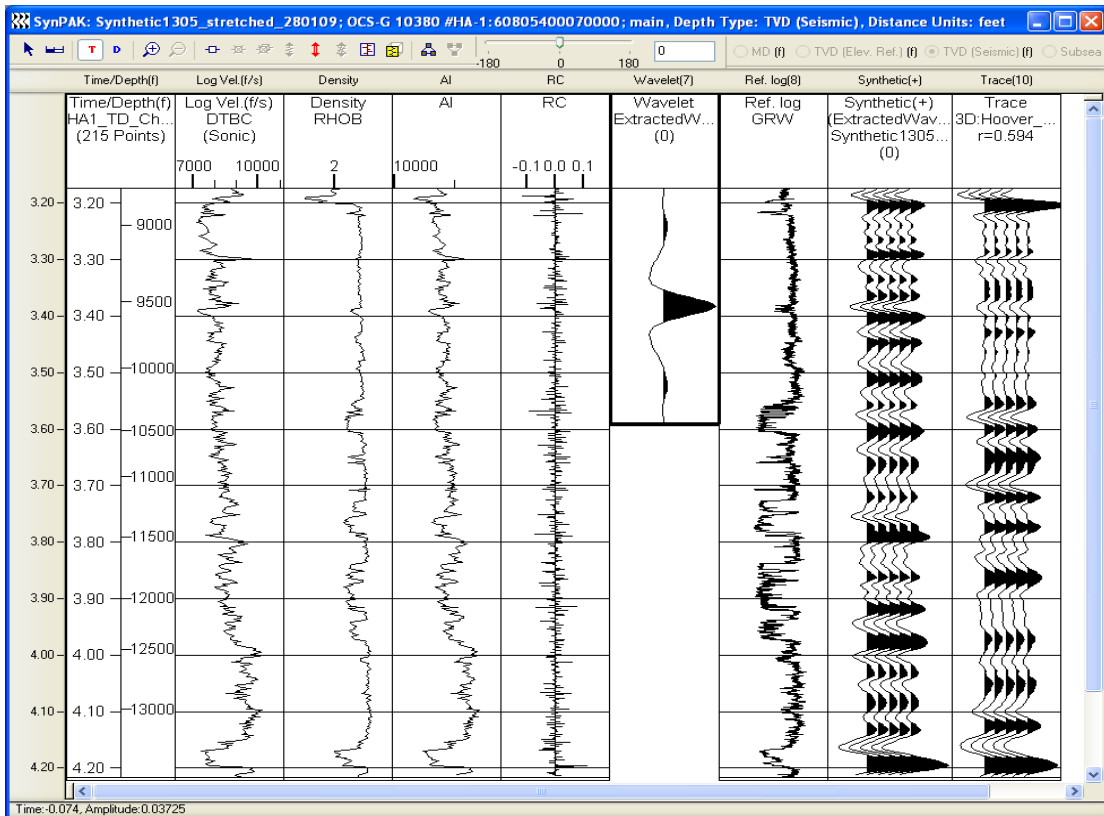 SynPAK: Synthetic1305_stretched_280109; OCS-G 10380 #HA-1:60805400070000; main, Depth Type: TVD (Seismic), Distance Units: feet
T D -180 0 180 0 MD (f) TVD (Elev. Ref.) (f) TVD (Seismic) (f) Subsea
Time/Depth(f) Log Vel.(f/s) Density AI RC Wavelet(7) Ref. log(8) Synthetic(+) Trace(10)
Time/Depth(f) Log Vel.(f/s) Density AI RC Wavelet Ref. log Synthetic(+) Trace
HA1_TD_Ch... DTBC RHOB ExtractedW... GRW (ExtractedWav... 3D:Hoover_...
(215 Points) (Sonic) (0) Synthetic1305... r=0.594
(0)
7000 10000 2 10000 -0.1 0.0 0.1
3.20 3.20
9000
3.30 3.30
9500
3.40 3.40
10000
3.50 3.50
3.60 3.60 10500
11000
3.70 3.70
11500
3.80 3.80
3.90 3.90 12000
12500
4.00 4.00
4.10 4.10 13000
4.20 4.20
Time:-0.074, Amplitude:0.03725